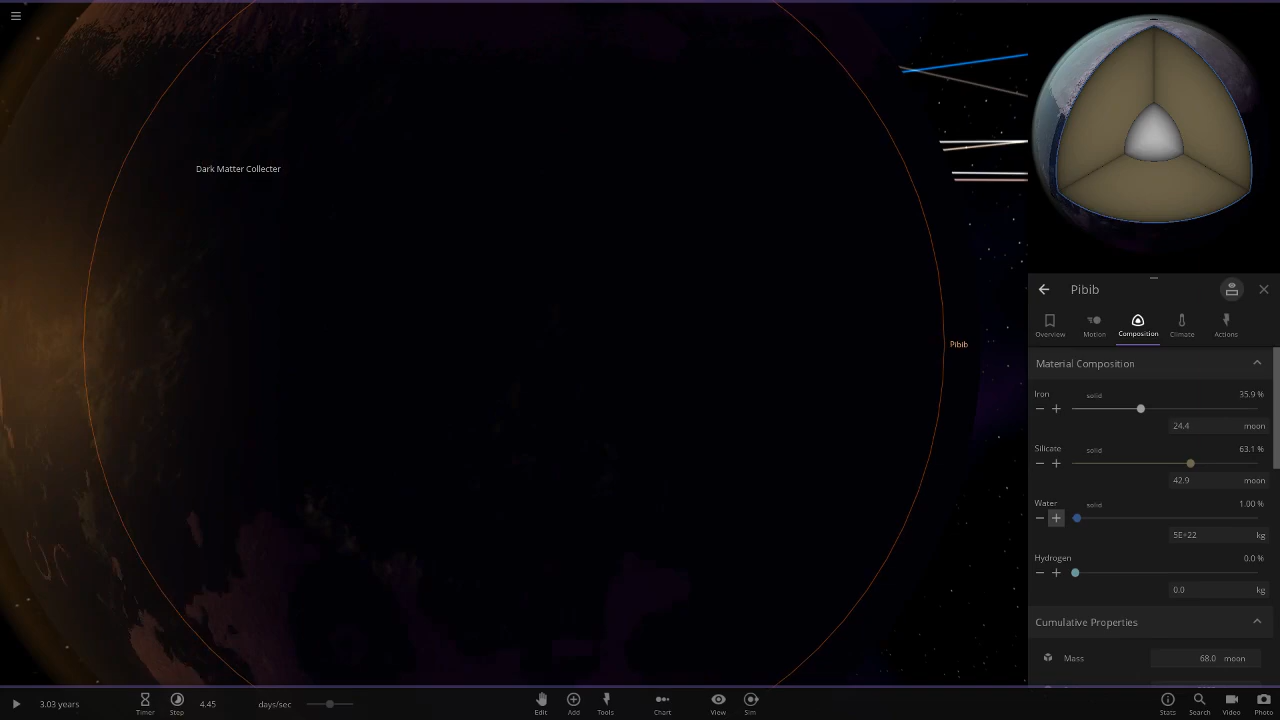 Dark Matter Collecter
Pibib
Pibib
Overview Motion Composition Climate Actions
Material Composition
Iron solid 35.9 %
24.4 moon
Silicate solid 63.1 %
42.9 moon
Water solid 1.00 %
5E+22 kg
Hydrogen 0.0 %
0.0 kg
Cumulative Properties
Mass 68.0 moon
3.03 years Timer Step 4.45 days/sec Edit Add Tools Chart View Sim Stats Search Video Photo